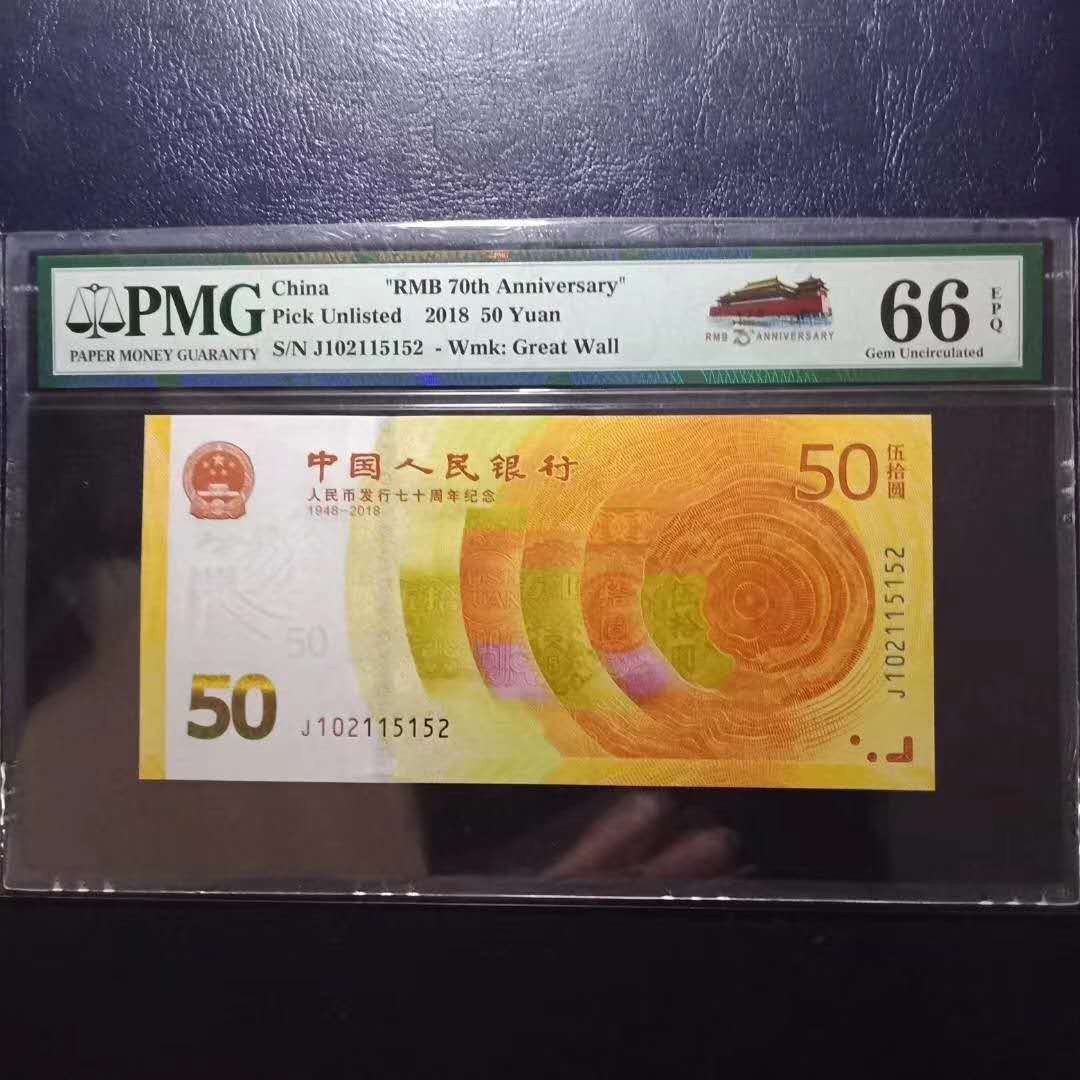 PMG
PAPER MONEY GUARANTY
China "RMB 70th Anniversary"
Pick Unlisted 2018 50 Yuan
S/N J102115152 - Wmk: Great Wall
RMB 70 ANNIVERSARY
66 EPQ
Gem Uncirculated
中国人民银行
人民币发行七十周年纪念
1948-2018
50 伍拾圆
50
50 J102115152
J102115152